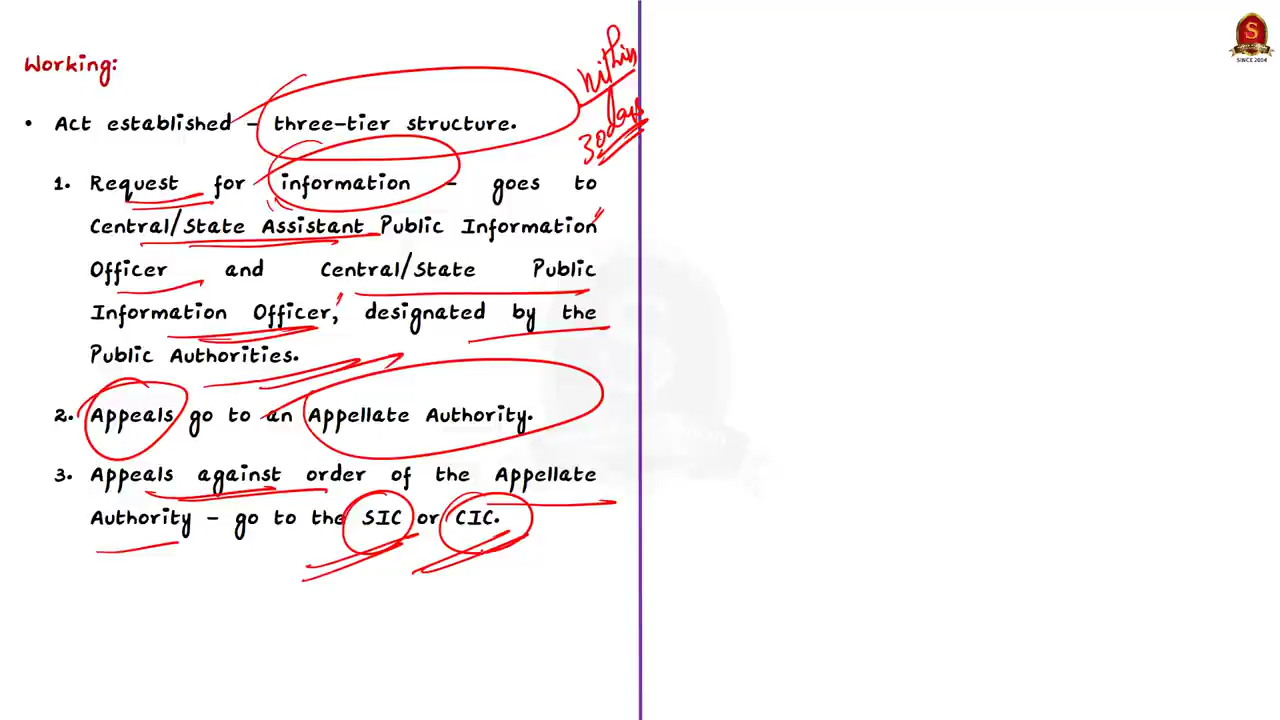 Working:
within
30 days
• Act established - three-tier structure.
1. Request for information - goes to
Central/State Assistant Public Information
Officer and Central/State Public
Information Officer, designated by the
Public Authorities.
2. Appeals go to an Appellate Authority.
3. Appeals against order of the Appellate
Authority - go to the SIC or CIC.
S
SINCE 2004